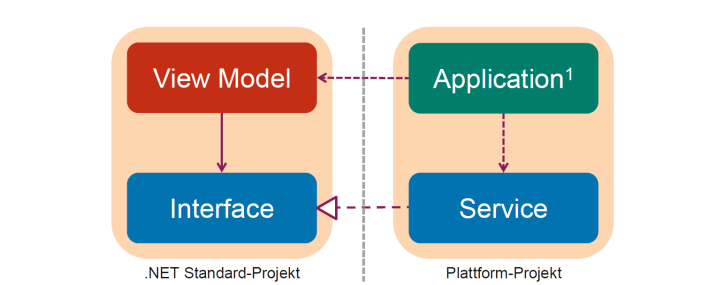 View Model
Application¹
Interface
Service
.NET Standard-Projekt
Plattform-Projekt